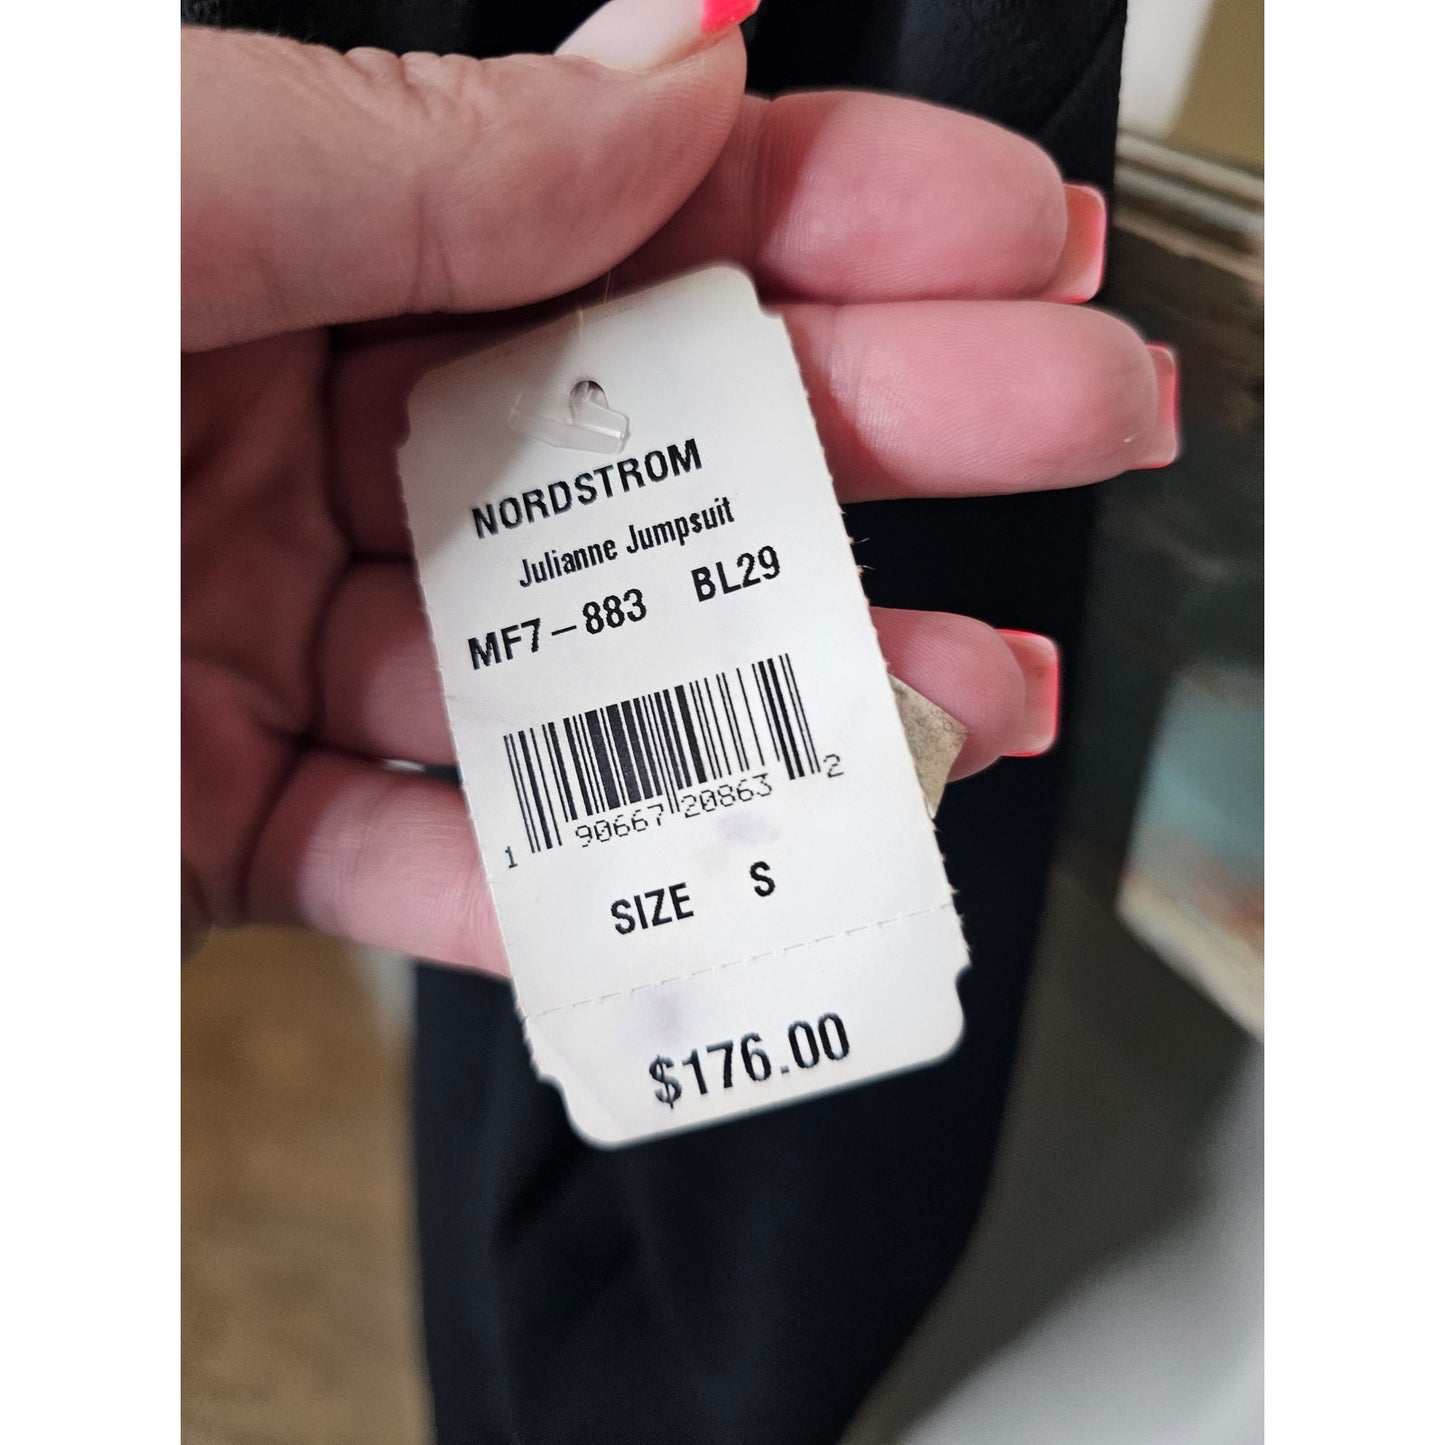 NORDSTROM
Julianne Jumpsuit
MF7-883 BL29
1 90667 20863 2
SIZE S
$176.00